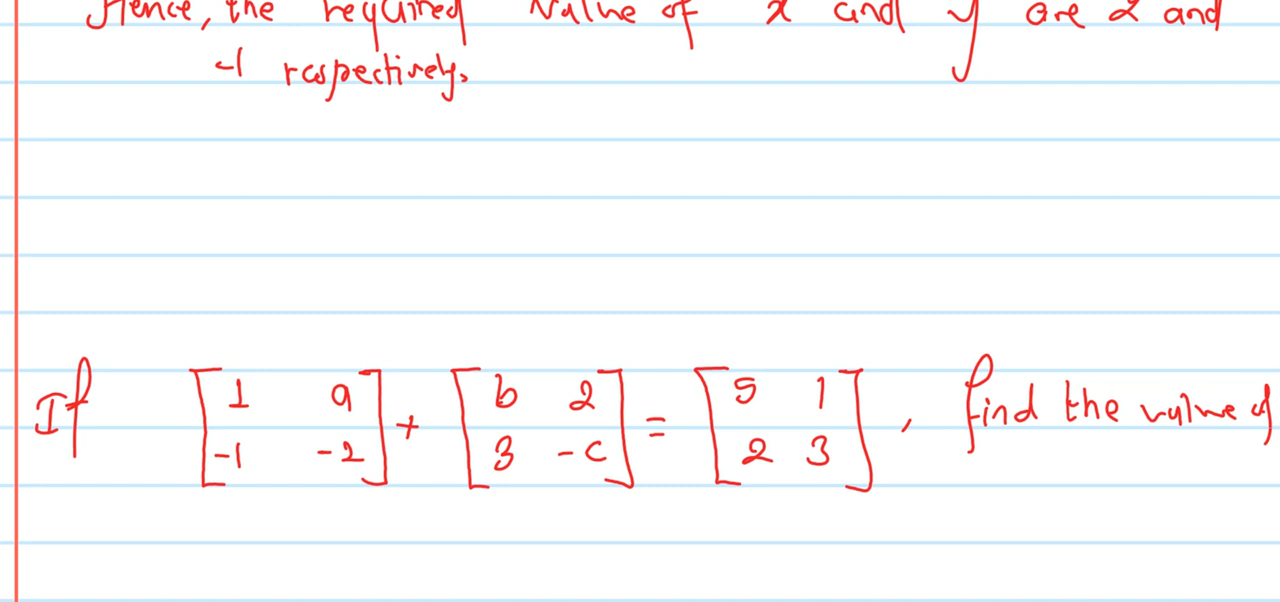 Hence, the required value of x and y are 2 and
-1 respectively.
If [1 a] + [b 2] = [5 1], find the value of
[-1 -2] [3 -c] [2 3]